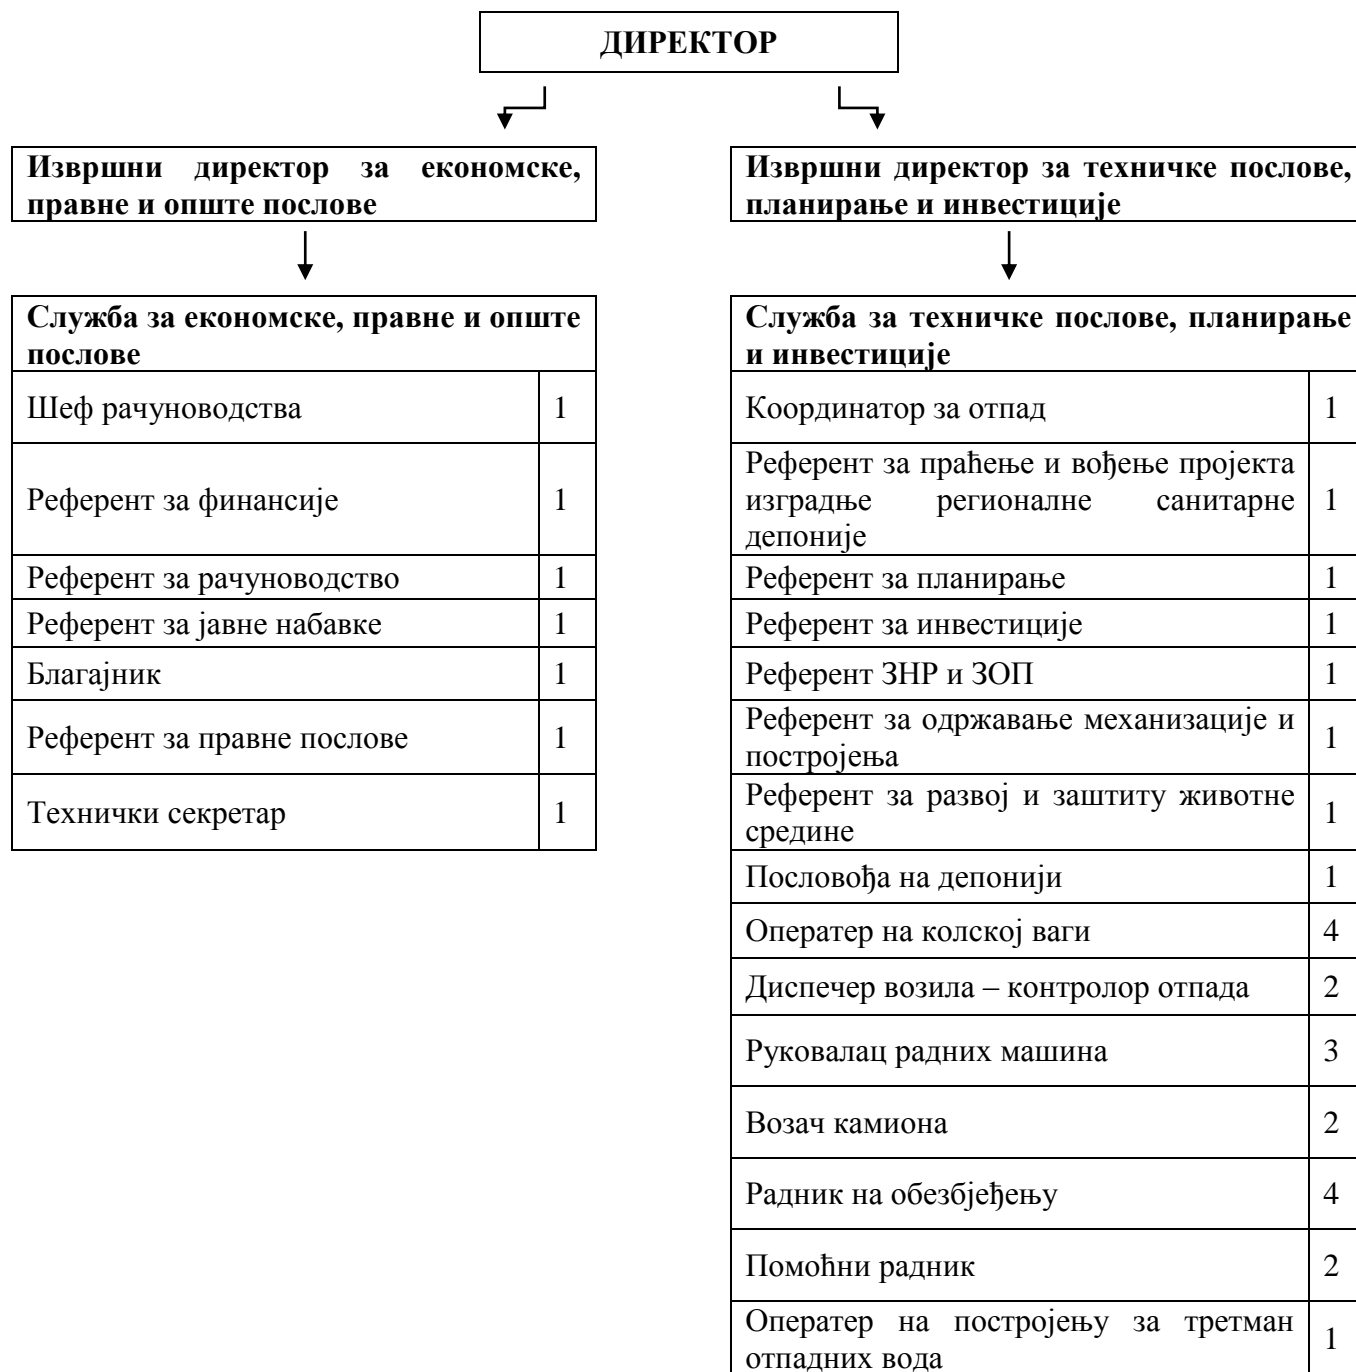 ДИРЕКТОР
Извршни директор за економске,
правне и опште послове
Извршни директор за техничке послове,
планирање и инвестиције
Служба за економске, правне и опште
послове
Шеф рачуноводства 1
Референт за финансије 1
Референт за рачуноводство 1
Референт за јавне набавке 1
Благајник 1
Референт за правне послове 1
Технички секретар 1
Служба за техничке послове, планирање
и инвестиције
Координатор за отпад 1
Референт за праћење и вођење пројекта
изградње регионалне санитарне 1
депоније
Референт за планирање 1
Референт за инвестиције 1
Референт ЗНР и ЗОП 1
Референт за одржавање механизације и
постројења 1
Референт за развој и заштиту животне
средине 1
Пословођа на депонији 1
Оператер на колској ваги 4
Диспечер возила – контролор отпада 2
Руковалац радних машина 3
Возач камиона 2
Радник на обезбјеђењу 4
Помоћни радник 2
Оператер на постројењу за третман
отпадних вода 1